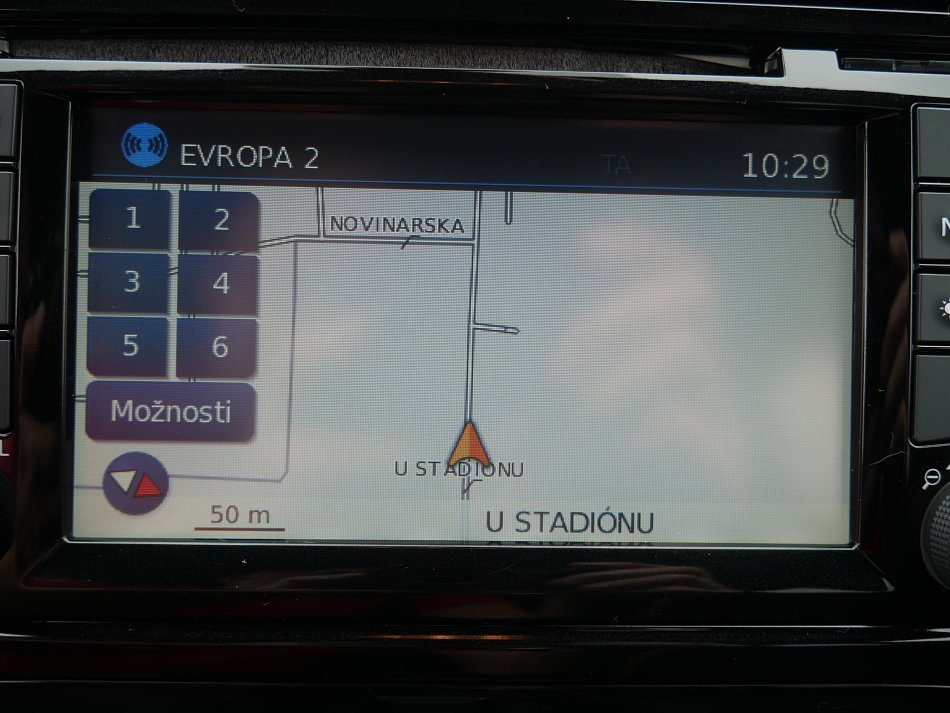 EVROPA 2
TA
10:29
1
2
NOVINARSKA
3
4
5
6
Možnosti
U STADIONU
50 m
U STADIÓNU